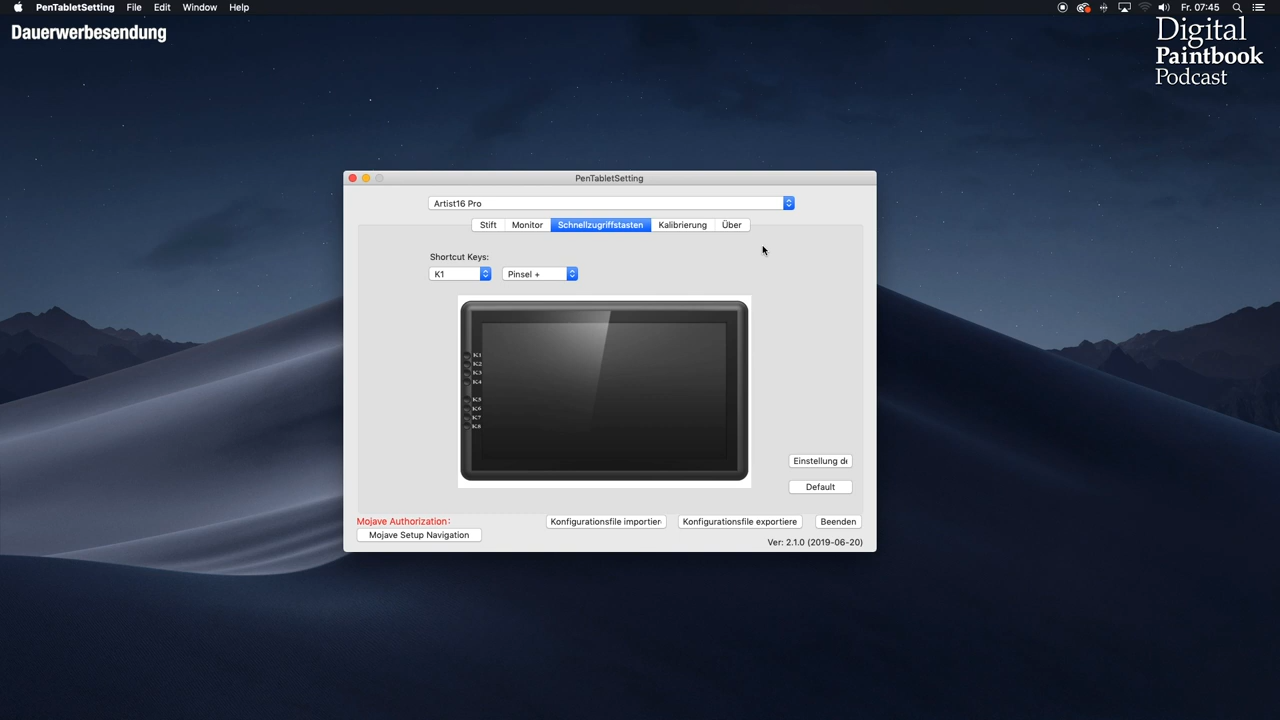 PenTabletSetting File Edit Window Help Fr. 07:45
Dauerwerbesendung
Digital
Paintbook
Podcast
PenTabletSetting
Artist16 Pro
Stift Monitor Schnellzugriffstasten Kalibrierung Über
Shortcut Keys:
K1 Pinsel +
K1
K2
K3
K4
K5
K6
K7
K8
Einstellung de
Default
Mojave Authorization:
Konfigurationsfile importier Konfigurationsfile exportiere Beenden
Mojave Setup Navigation
Ver: 2.1.0 (2019-06-20)